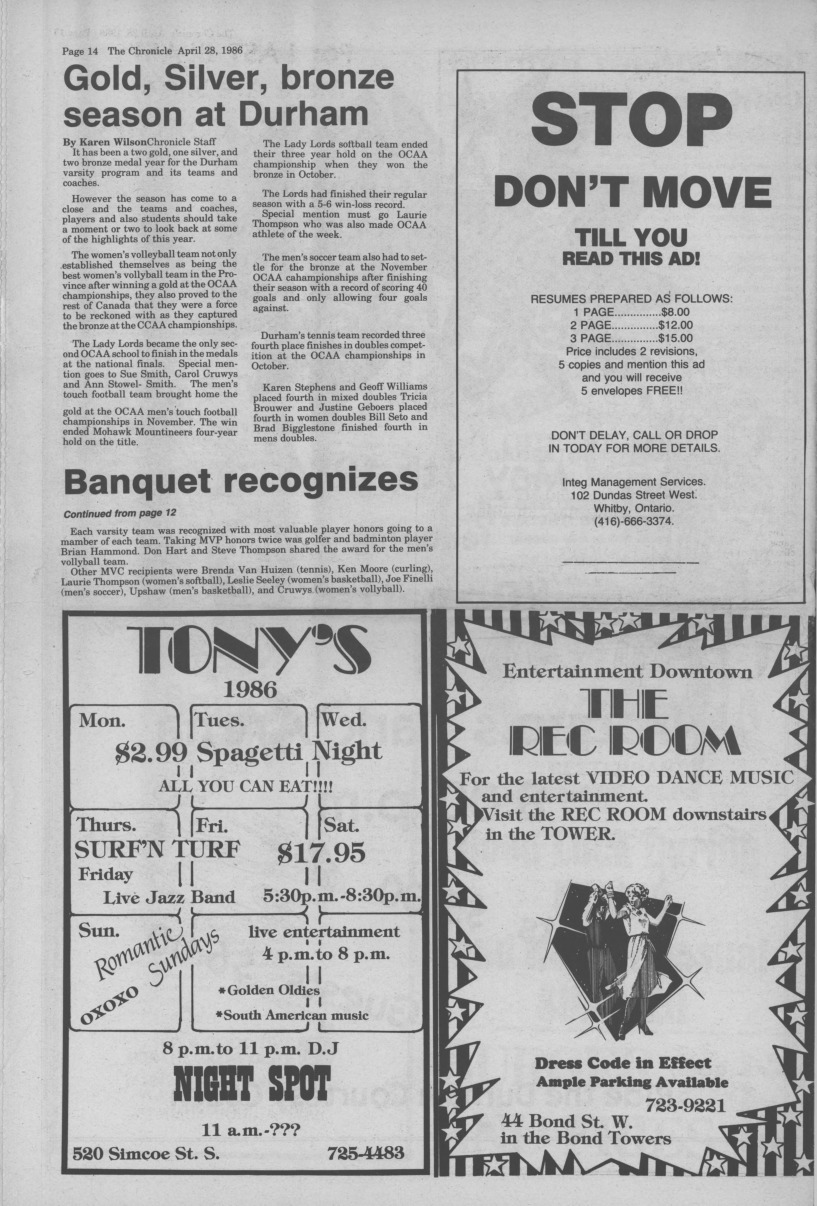 Page 14 The Chronicle April 28, 1986
Gold, Silver, bronze
season at Durham
By Karen WilsonChronicle Staff
It has been a two gold, one silver, and
two bronze medal year for the Durham
varsity program and its teams and
coaches.
However the season has come to a
close and the teams and coaches,
players and also students should take
a moment or two to look back at some
of the highlights of this year.
The women's volleyball team not only
established themselves as being the
best women's vollyball team in the Pro-
vince after winning a gold at the OCAA
championships, they also proved to the
rest of Canada that they were a force
to be reckoned with as they captured
the bronze at the CCAA championships.
The Lady Lords became the only sec-
ond OCAA school to finish in the medals
at the national finals. Special men-
tion goes to Sue Smith, Carol Cruwys
and Ann Stowel- Smith. The men's
touch football team brought home the
gold at the OCAA men's touch football
championships in November. The win
ended Mohawk Mountineers four-year
hold on the title.
The Lady Lords softball team ended
their three year hold on the OCAA
championship when they won the
bronze in October.
The Lords had finished their regular
season with a 5-6 win-loss record.
Special mention must go Laurie
Thompson who was also made OCAA
athlete of the week.
The men's soccer team also had to set-
tle for the bronze at the November
OCAA cahampionships after finishing
their season with a record of scoring 40
goals and only allowing four goals
against.
Durham's tennis team recorded three
fourth place finishes in doubles compet-
ition at the OCAA championships in
October.
Karen Stephens and Geoff Williams
placed fourth in mixed doubles Tricia
Brouwer and Justine Geboers placed
fourth in women doubles Bill Seto and
Brad Bigglestone finished fourth in
mens doubles.
Banquet recognizes
Continued from page 12
Each varsity team was recognized with most valuable player honors going to a
mamber of each team. Taking MVP honors twice was golfer and badminton player
Brian Hammond. Don Hart and Steve Thompson shared the award for the men's
vollyball team.
Other MVC recipients were Brenda Van Huizen (tennis), Ken Moore (curling),
Laurie Thompson (women's softball), Leslie Seeley (women's basketball), Joe Finelli
(men's soccer), Upshaw (men's basketball), and Cruwys (women's vollyball).
STOP
DON'T MOVE
TILL YOU
READ THIS AD!
RESUMES PREPARED AS FOLLOWS:
1 PAGE...............$8.00
2 PAGE...............$12.00
3 PAGE...............$15.00
Price includes 2 revisions,
5 copies and mention this ad
and you will receive
5 envelopes FREE!!
DON'T DELAY, CALL OR DROP
IN TODAY FOR MORE DETAILS.
Integ Management Services.
102 Dundas Street West.
Whitby, Ontario.
(416)-666-3374.
TONY'S
1986
Mon. Tues. Wed.
$2.99 Spagetti Night
ALL YOU CAN EAT!!!!
Thurs. Fri. Sat.
SURF'N TURF $17.95
Friday
Live Jazz Band 5:30p.m.-8:30p.m.
Sun.
Romantic
Sundays
oxoxo
live entertainment
4 p.m.to 8 p.m.
*Golden Oldies
*South American music
8 p.m.to 11 p.m. D.J
NIGHT SPOT
11 a.m.-???
520 Simcoe St. S. 725-4483
Entertainment Downtown
THE
REC ROOM
For the latest VIDEO DANCE MUSIC
and entertainment.
Visit the REC ROOM downstairs
in the TOWER.
Dress Code in Effect
Ample Parking Available
723-9221
44 Bond St. W.
in the Bond Towers